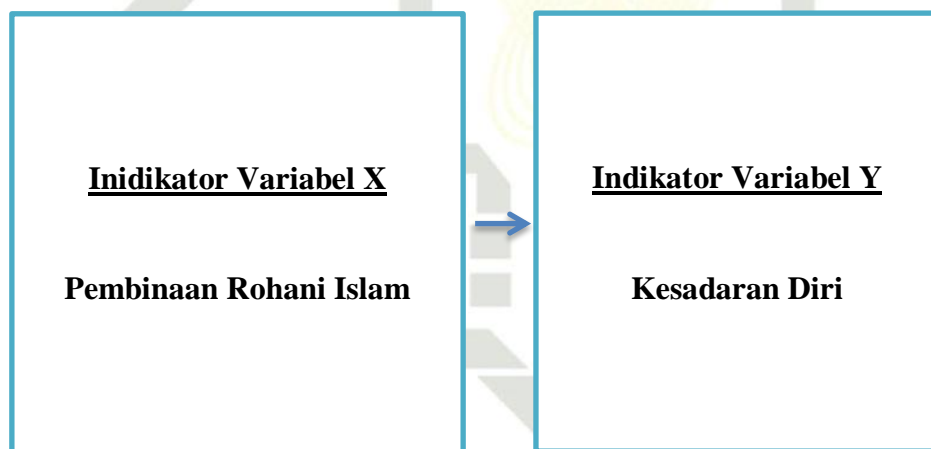 Inidikator Variabel X
Pembinaan Rohani Islam
Indikator Variabel Y
Kesadaran Diri